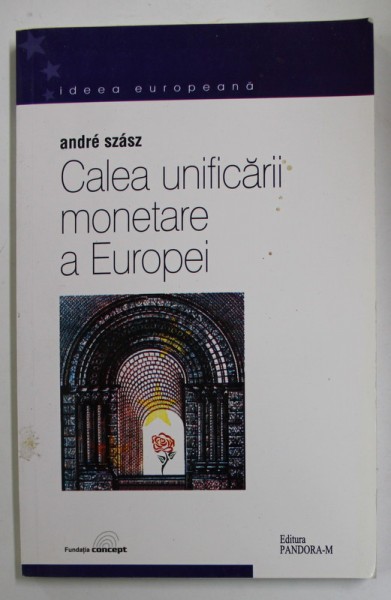 ideea europeană
andré szász
Calea unificării
monetare
a Europei
Fundația concept
Editura
PANDORA-M